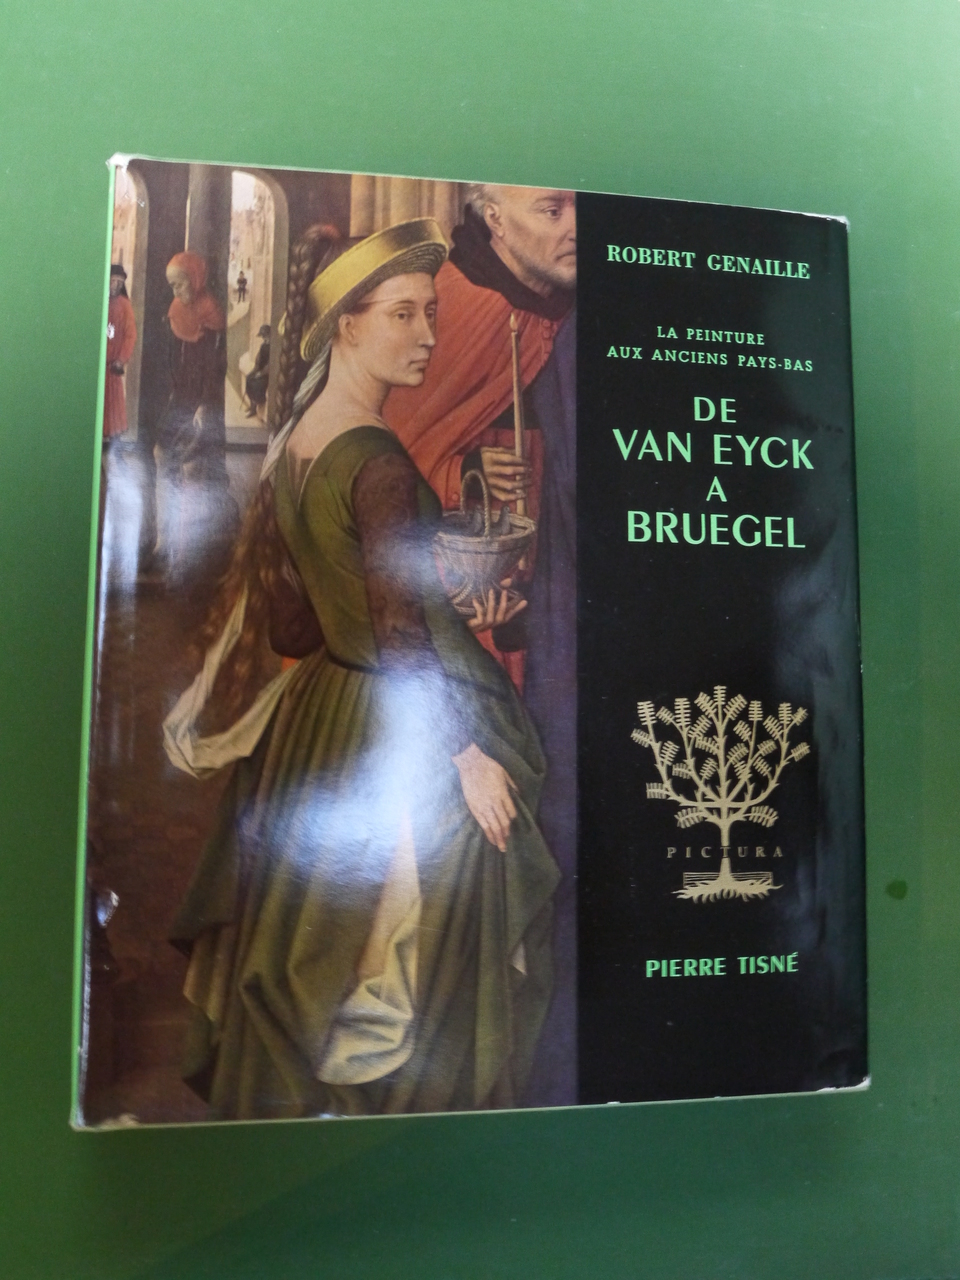 ROBERT GENAILLE
LA PEINTURE
AUX ANCIENS PAYS-BAS
DE
VAN EYCK
A
BRUEGEL
PICTURA
PIERRE TISNÉ